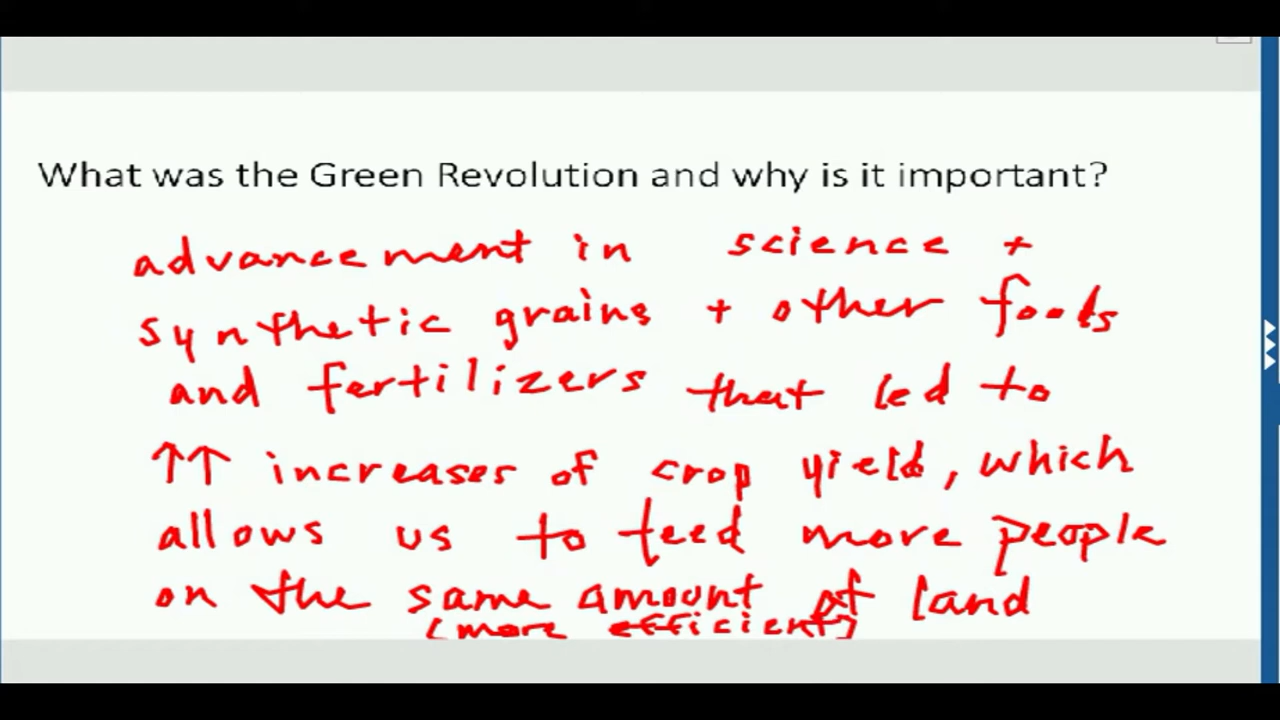 What was the Green Revolution and why is it important?
advancement in science +
synthetic grains + other foods
and fertilizers that led to
↑↑ increases of crop yield, which
allows us to feed more people
on the same amount of land
(more efficient)